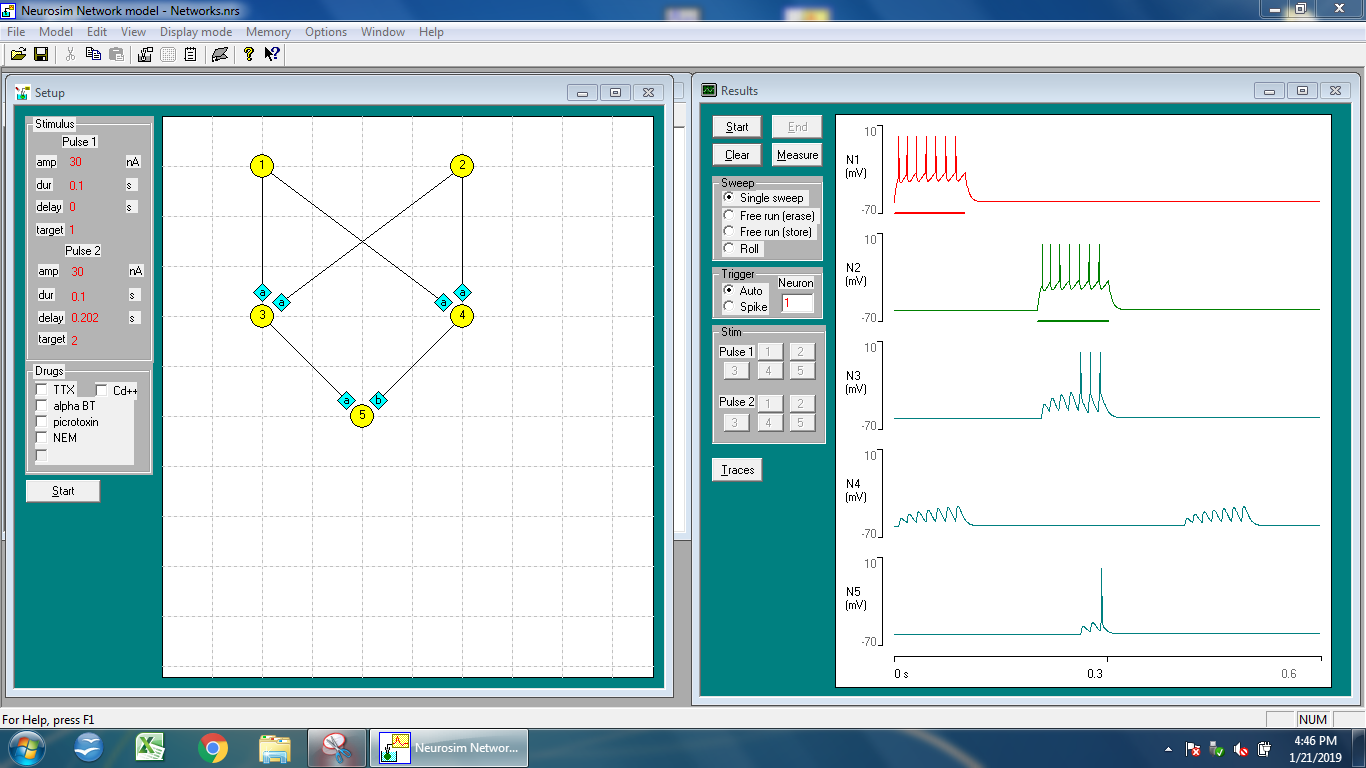 Neurosim Network model - Networks.nrs
File Model Edit View Display mode Memory Options Window Help
Setup
Stimulus
Pulse 1
amp 30 nA
dur 0.1 s
delay 0 s
target 1
Pulse 2
amp 30 nA
dur 0.1 s
delay 0.202 s
target 2
Drugs
TTX Cd++
alpha BT
picrotoxin
NEM
Start
1 2
a a a a
3 4
a b
5
Results
Start End
Clear Measure
Sweep
Single sweep
Free run (erase)
Free run (store)
Roll
Trigger
Auto Neuron
Spike 1
Stim
Pulse 1 1 2
3 4 5
Pulse 2 1 2
3 4 5
Traces
10
N1
(mV)
-70
10
N2
(mV)
-70
10
N3
(mV)
-70
10
N4
(mV)
-70
10
N5
(mV)
-70
0 s 0.3 0.6
For Help, press F1 NUM
Neurosim Networ...
4:46 PM
1/21/2019